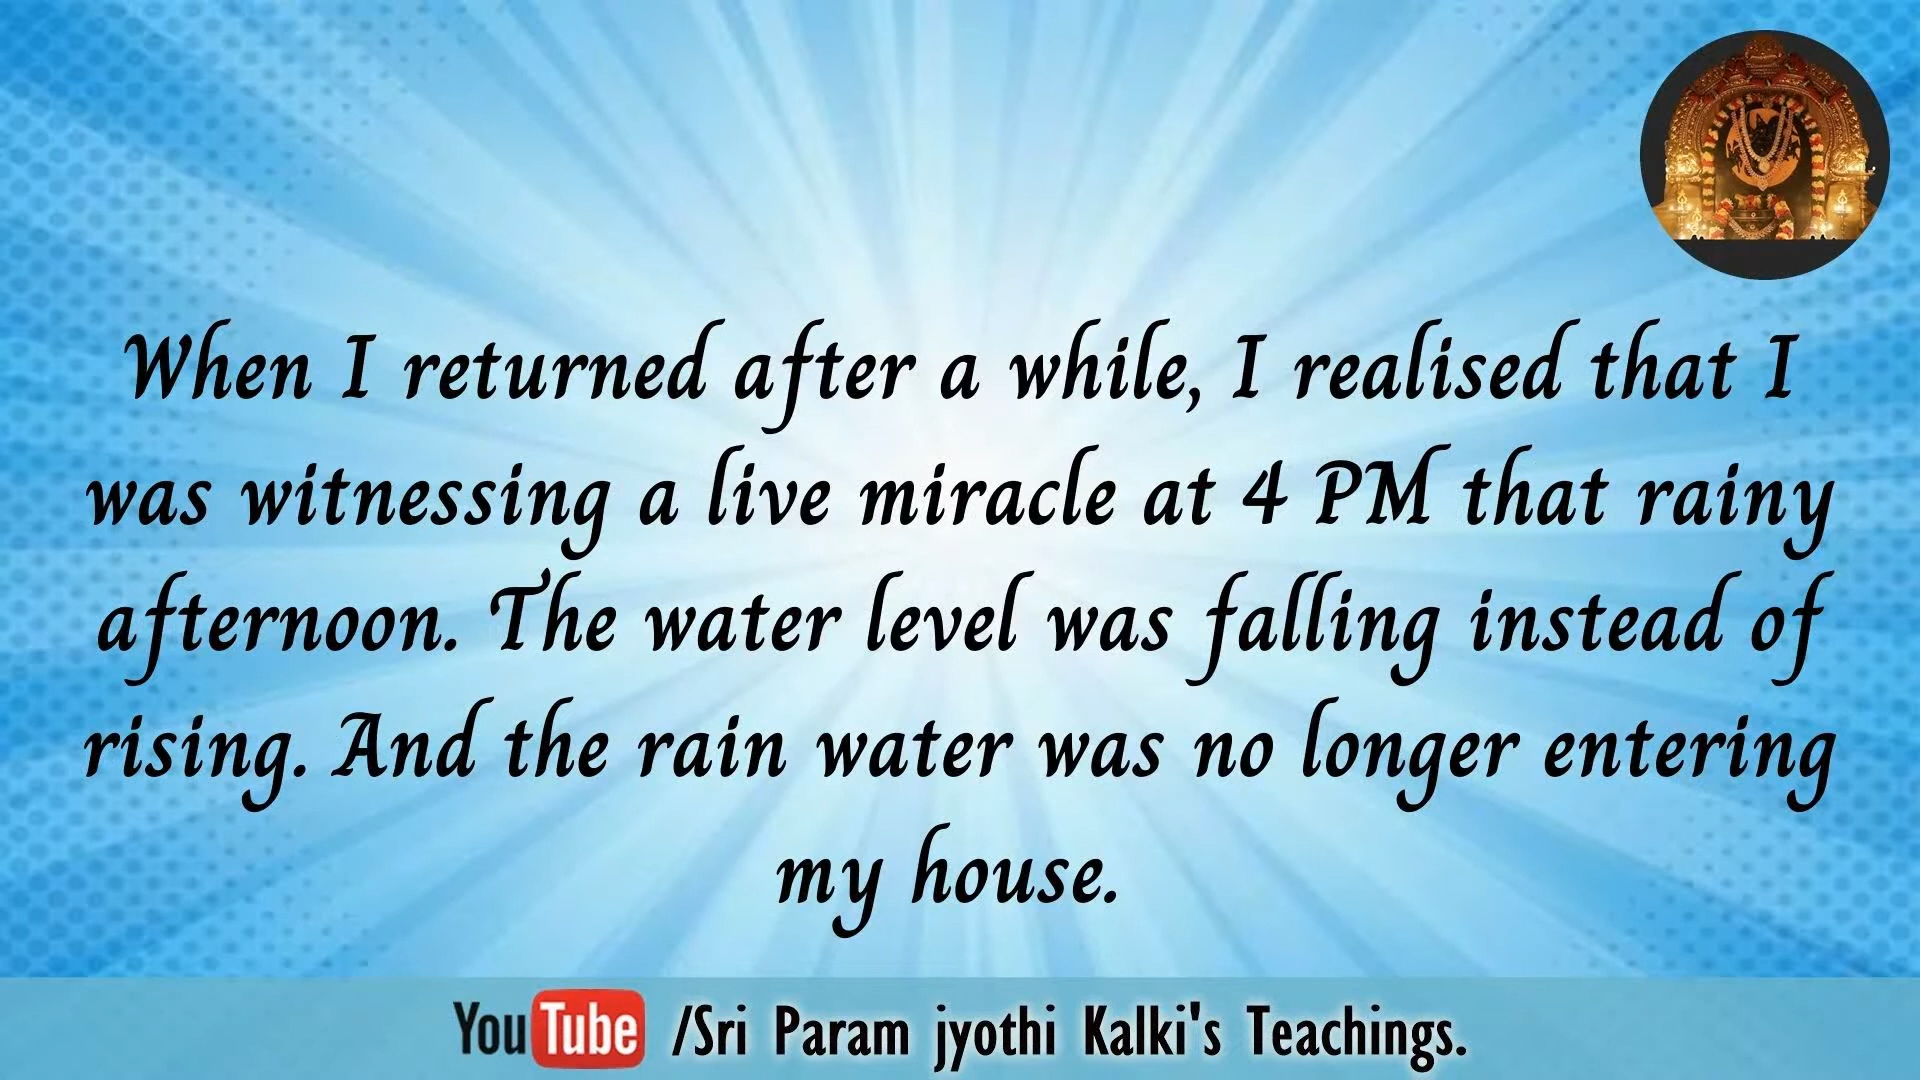 When I returned after a while, I realised that I
was witnessing a live miracle at 4 PM that rainy
afternoon. The water level was falling instead of
rising. And the rain water was no longer entering
my house.
YouTube /Sri Param jyothi Kalki's Teachings.